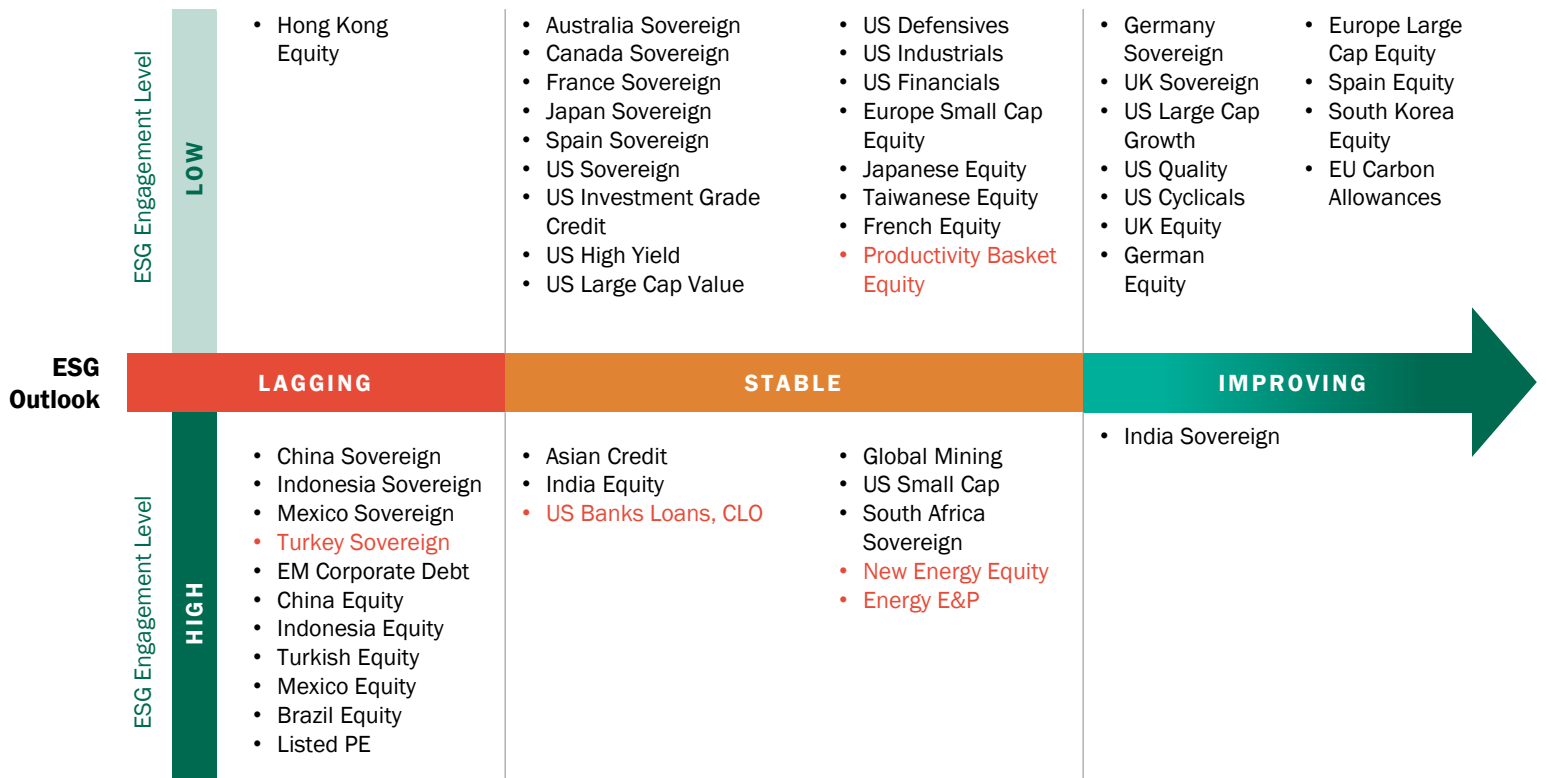 ESG Engagement Level
LOW
• Hong Kong
Equity
• Australia Sovereign
• Canada Sovereign
• France Sovereign
• Japan Sovereign
• Spain Sovereign
• US Sovereign
• US Investment Grade
Credit
• US High Yield
• US Large Cap Value
• US Defensives
• US Industrials
• US Financials
• Europe Small Cap
Equity
• Japanese Equity
• Taiwanese Equity
• French Equity
• Productivity Basket
Equity
• Germany
Sovereign
• UK Sovereign
• US Large Cap
Growth
• US Quality
• US Cyclicals
• UK Equity
• German
Equity
• Europe Large
Cap Equity
• Spain Equity
• South Korea
Equity
• EU Carbon
Allowances
ESG
Outlook
LAGGING
STABLE
IMPROVING
ESG Engagement Level
HIGH
• China Sovereign
• Indonesia Sovereign
• Mexico Sovereign
• Turkey Sovereign
• EM Corporate Debt
• China Equity
• Indonesia Equity
• Turkish Equity
• Mexico Equity
• Brazil Equity
• Listed PE
• Asian Credit
• India Equity
• US Banks Loans, CLO
• Global Mining
• US Small Cap
• South Africa
Sovereign
• New Energy Equity
• Energy E&P
• India Sovereign